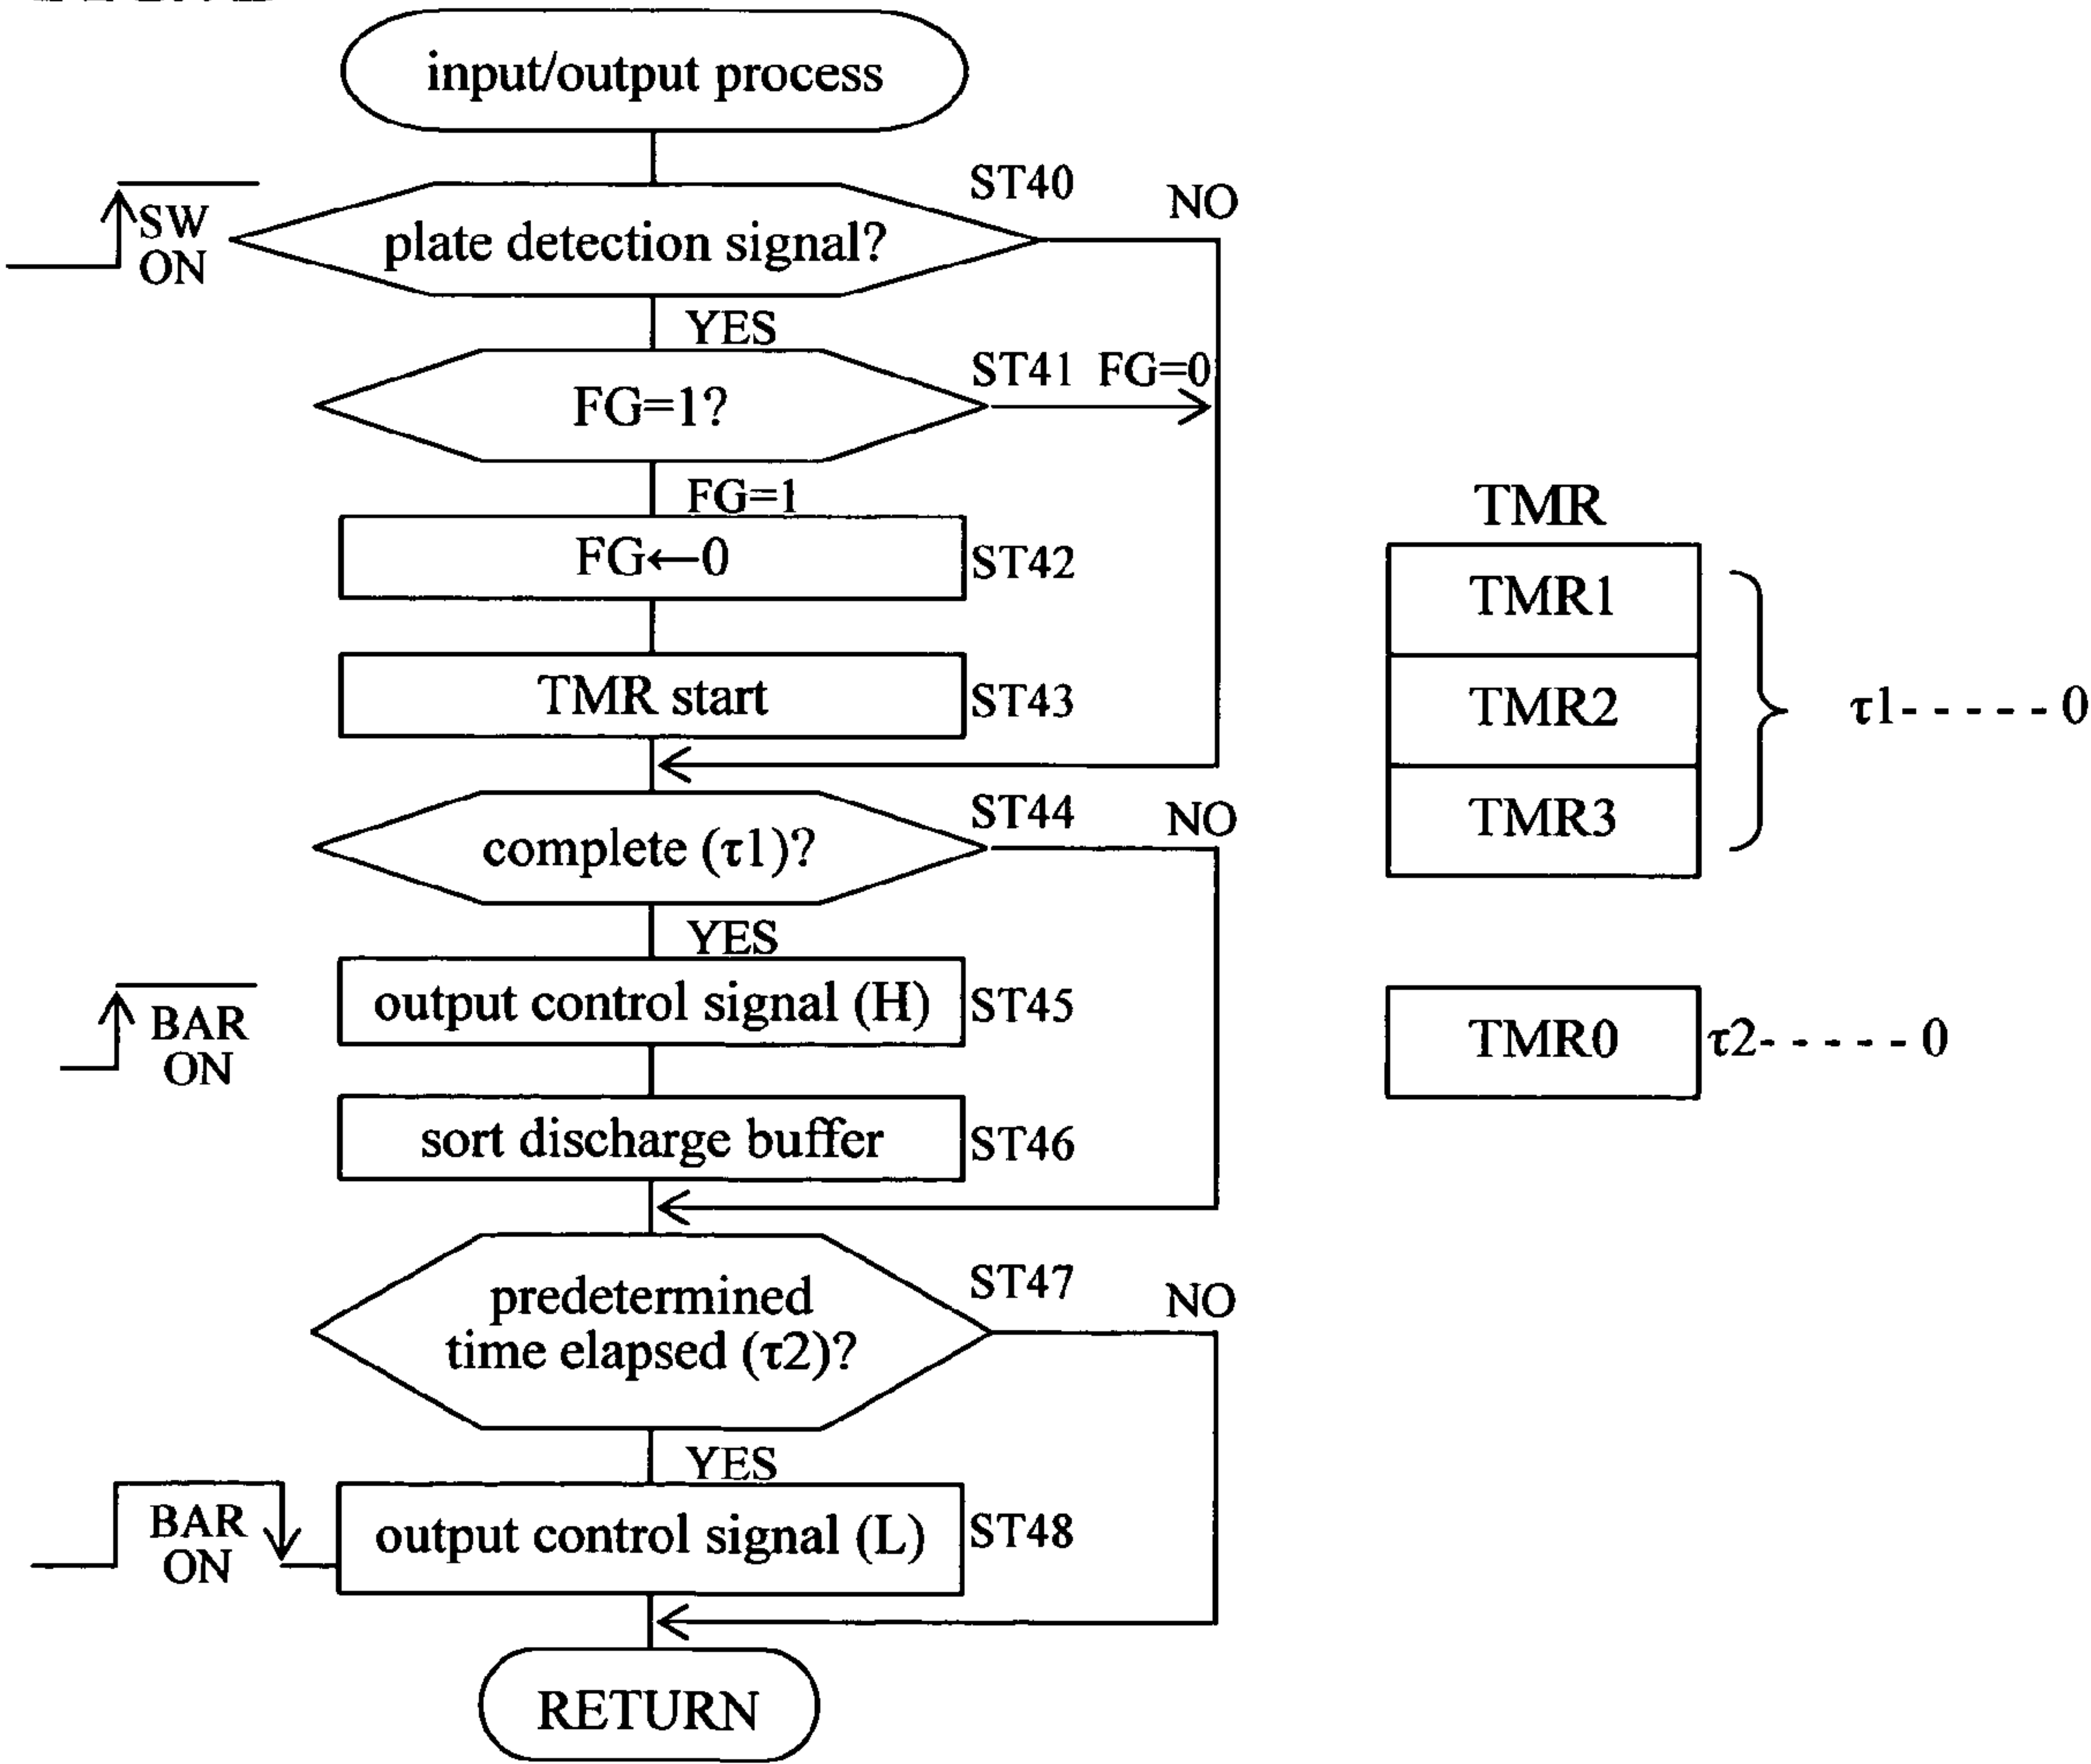 input/output process
ST40
NO
SW
ON
plate detection signal?
YES
ST41 FG=0
FG=1?
FG=1
FG←0
ST42
TMR start
ST43
ST44
NO
complete (τ1)?
YES
output control signal (H)
ST45
BAR
ON
sort discharge buffer
ST46
ST47
NO
predetermined
time elapsed (τ2)?
YES
BAR
ON
output control signal (L)
ST48
RETURN
TMR
TMR1
TMR2
TMR3
τ1- - - - - 0
TMR0
τ2- - - - - 0